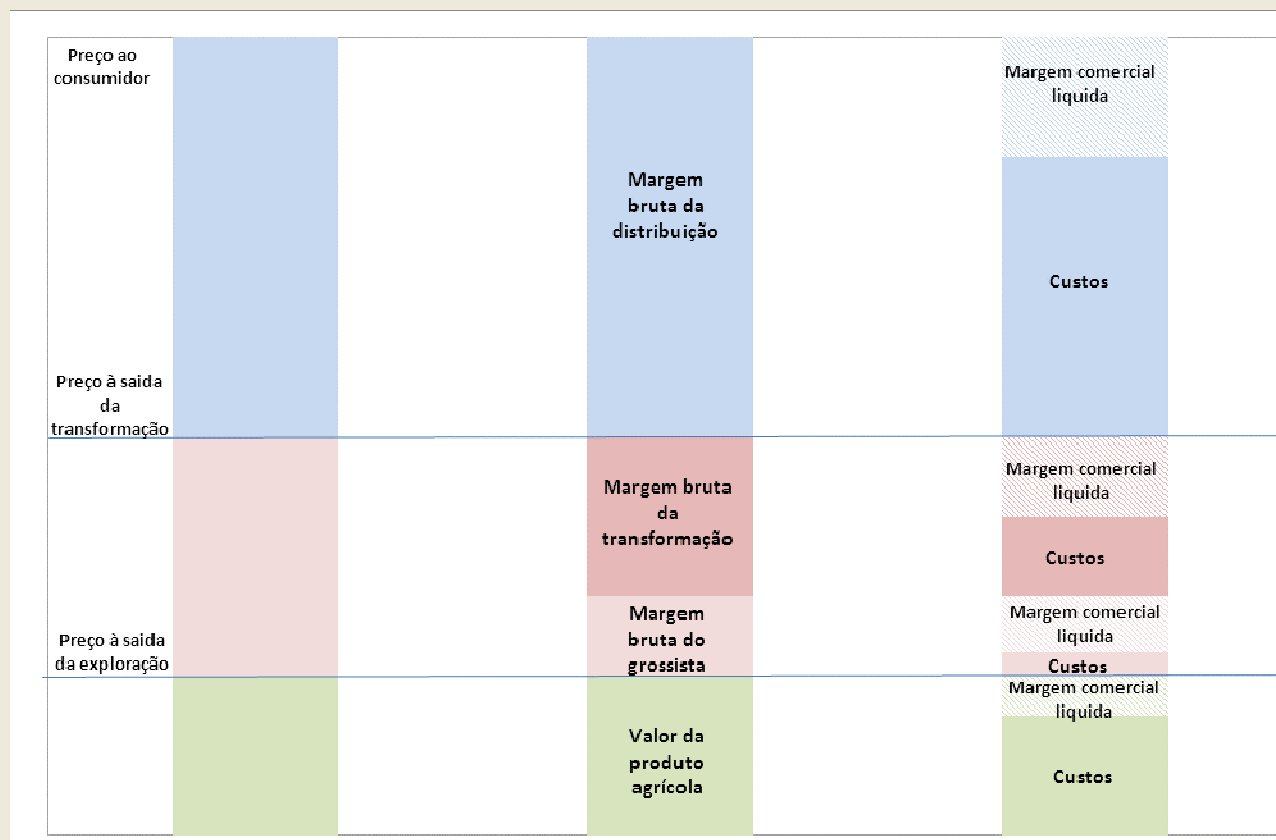 Preço ao
consumidor
Preço à saida
da
transformação
Preço à saida
da exploração
Margem
bruta da
distribuição
Margem bruta
da
transformação
Margem
bruta do
grossista
Valor da
produto
agrícola
Margem comercial
liquida
Custos
Margem comercial
liquida
Custos
Margem comercial
liquida
Custos
Margem comercial
liquida
Custos